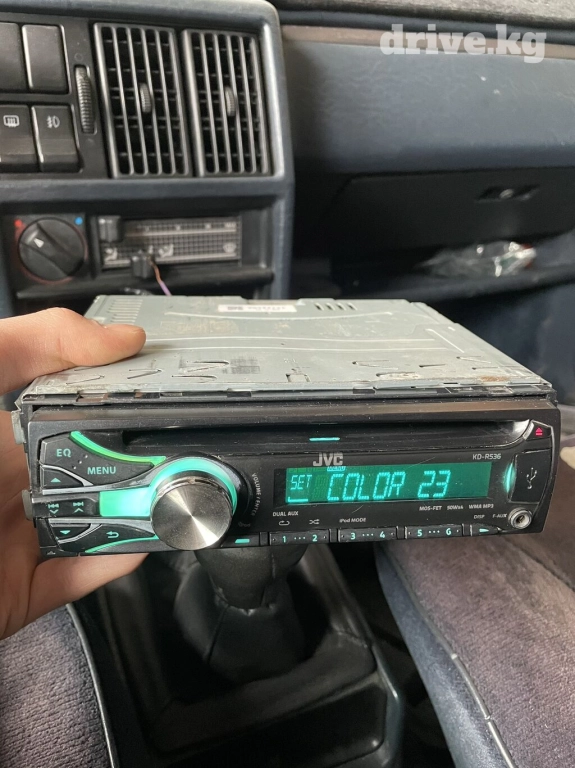 drive.kg
JVC
KD-R536
EQ
MENU
SET COLOR 23
DUAL AUX
iPod MODE
MOS-FET 50Wx4 WMA MP3
DISP F-AUX
1 2
3 4
5 6